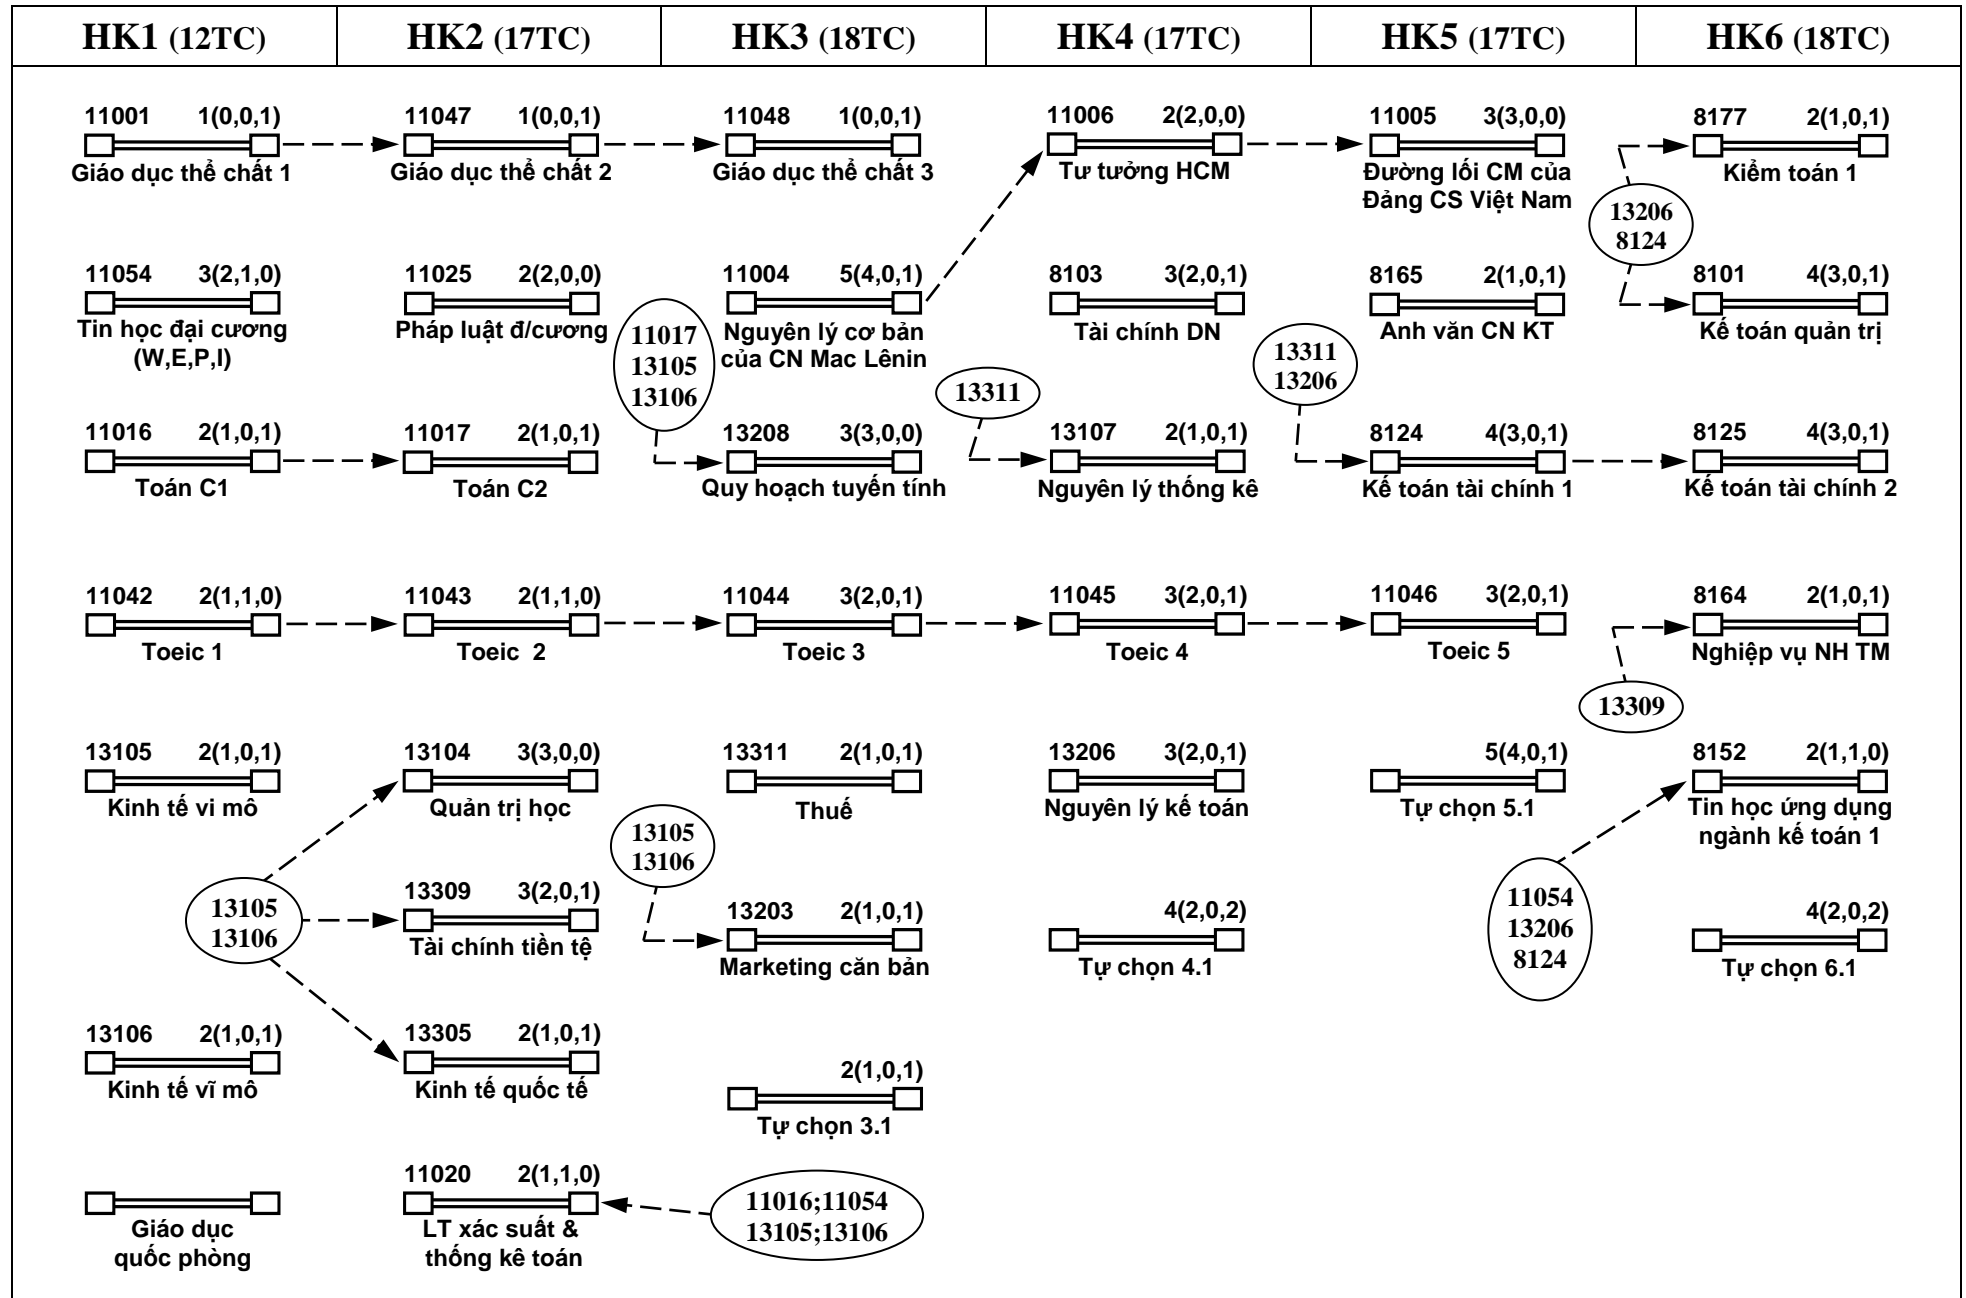 HK1 (12TC) HK2 (17TC) HK3 (18TC) HK4 (17TC) HK5 (17TC) HK6 (18TC)
11001 1(0,0,1)
Giáo dục thể chất 1
11047 1(0,0,1)
Giáo dục thể chất 2
11048 1(0,0,1)
Giáo dục thể chất 3
11006 2(2,0,0)
Tư tưởng HCM
11005 3(3,0,0)
Đường lối CM của
Đảng CS Việt Nam
8177 2(1,0,1)
Kiểm toán 1
13206
8124
11054 3(2,1,0)
Tin học đại cương
(W,E,P,I)
11025 2(2,0,0)
Pháp luật đ/cương
11017
13105
13106
11004 5(4,0,1)
Nguyên lý cơ bản
của CN Mac Lênin
8103 3(2,0,1)
Tài chính DN
8165 2(1,0,1)
Anh văn CN KT
8101 4(3,0,1)
Kế toán quản trị
13311
13311
13206
11016 2(1,0,1)
Toán C1
11017 2(1,0,1)
Toán C2
13208 3(3,0,0)
Quy hoạch tuyến tính
13107 2(1,0,1)
Nguyên lý thống kê
8124 4(3,0,1)
Kế toán tài chính 1
8125 4(3,0,1)
Kế toán tài chính 2
11042 2(1,1,0)
Toeic 1
11043 2(1,1,0)
Toeic 2
11044 3(2,0,1)
Toeic 3
11045 3(2,0,1)
Toeic 4
11046 3(2,0,1)
Toeic 5
8164 2(1,0,1)
Nghiệp vụ NH TM
13309
13105 2(1,0,1)
Kinh tế vi mô
13104 3(3,0,0)
Quản trị học
13311 2(1,0,1)
Thuế
13206 3(2,0,1)
Nguyên lý kế toán
5(4,0,1)
Tự chọn 5.1
8152 2(1,1,0)
Tin học ứng dụng
ngành kế toán 1
13105
13106
13105
13106
13309 3(2,0,1)
Tài chính tiền tệ
13203 2(1,0,1)
Marketing căn bản
4(2,0,2)
Tự chọn 4.1
11054
13206
8124
4(2,0,2)
Tự chọn 6.1
13106 2(1,0,1)
Kinh tế vĩ mô
13305 2(1,0,1)
Kinh tế quốc tế
2(1,0,1)
Tự chọn 3.1
Giáo dục
quốc phòng
11020 2(1,1,0)
LT xác suất &
thống kê toán
11016;11054
13105;13106